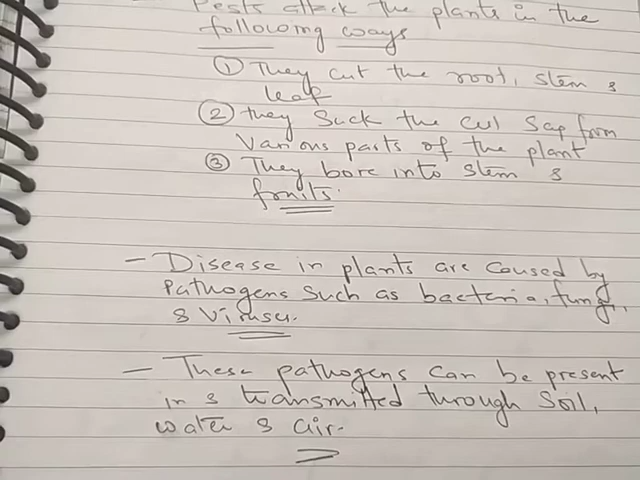 Pests attack the plants in the
following ways
① They cut the root, stem &
leaf
② They Suck the cell Sap from
Various parts of the plant
③ They bore into stem &
fruits.
- Disease in plants are caused by
pathogens Such as bacteria, fungi,
& Viruses.
- These pathogens can be present
in & transmitted through Soil,
water & air.